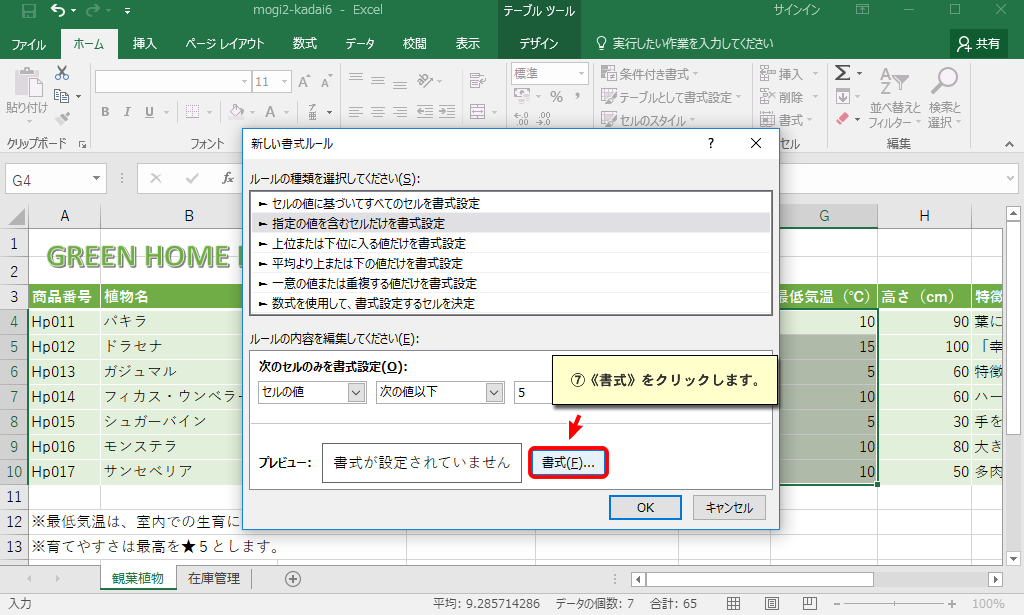 mogi2-kadai6 - Excel
テーブル ツール
サインイン
ファイル ホーム 挿入 ページ レイアウト 数式 データ 校閲 表示 デザイン 実行したい作業を入力してください 共有
貼り付け
11
B I U
A
標準
%
条件付き書式
テーブルとして書式設定
セルのスタイル
挿入
削除
書式
並べ替えと
フィルター
検索と
選択
クリップボード フォント セル 編集
G4
fx
新しい書式ルール
ルールの種類を選択してください(S):
► セルの値に基づいてすべてのセルを書式設定
► 指定の値を含むセルだけを書式設定
► 上位または下位に入る値だけを書式設定
► 平均より上または下の値だけを書式設定
► 一意の値または重複する値だけを書式設定
► 数式を使用して、書式設定するセルを決定
ルールの内容を編集してください(E):
次のセルのみを書式設定(O):
セルの値 次の値以下 5
⑦《書式》をクリックします。
プレビュー: 書式が設定されていません 書式(F)...
OK キャンセル
A B G H
1 GREEN HOME
2
3 商品番号 植物名 最低気温(℃) 高さ(cm) 特徴
4 Hp011 パキラ 10 90 葉に
5 Hp012 ドラセナ 15 100 「幸
6 Hp013 ガジュマル 5 60 特徴
7 Hp014 フィカス・ウンベラー 10 60 ハー
8 Hp015 シュガーバイン 5 30 手を
9 Hp016 モンステラ 10 80 大き
10 Hp017 サンセベリア 10 50 多肉
11
12 ※最低気温は、室内での生育に
13 ※育てやすさは最高を★5とします。
観葉植物 在庫管理
入力 平均: 9.285714286 データの個数: 7 合計: 65 100%